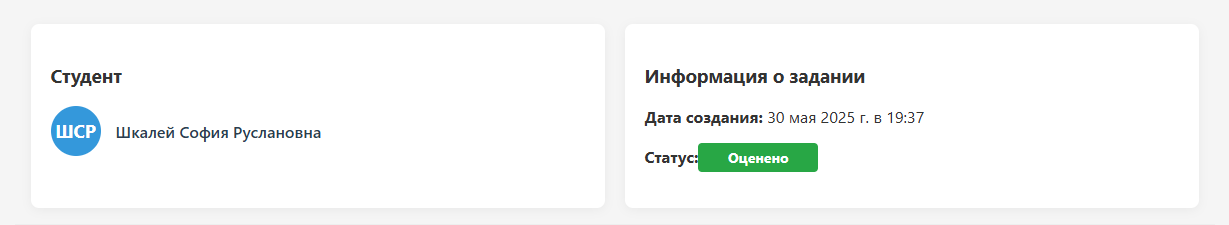 Студент
ШСР
Шкалей София Руслановна
Информация о задании
Дата создания: 30 мая 2025 г. в 19:37
Статус: Оценено